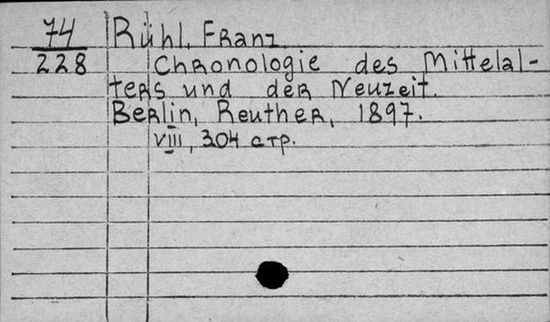 74
228
Rühl, Franz
Chronologie des Mittelal-
ters und der Neuzeit.
Berlin, Reuther, 1897.
VIII, 304 стр.